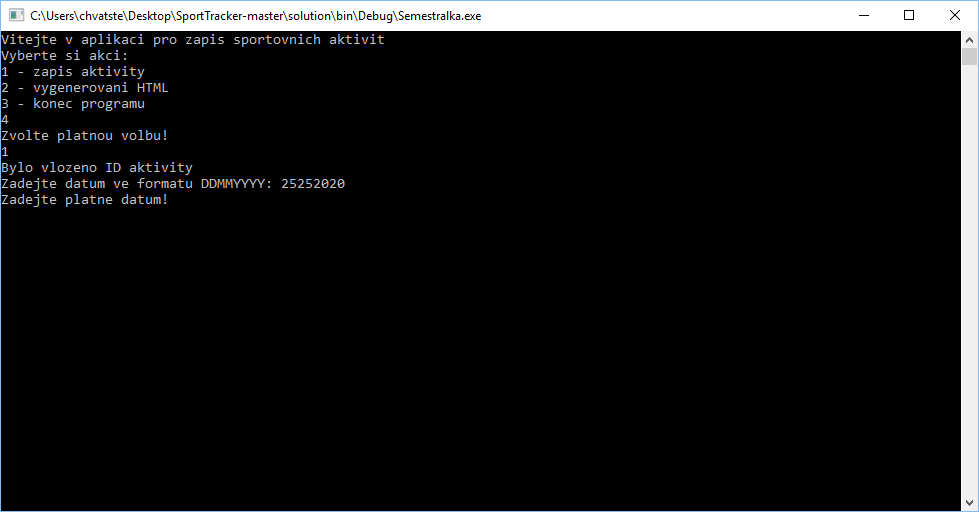 C:\Users\chvatste\Desktop\SportTracker-master\solution\bin\Debug\Semestralka.exe
Vitejte v aplikaci pro zapis sportovnich aktivit
Vyberte si akci:
1 - zapis aktivity
2 - vygenerovani HTML
3 - konec programu
4
Zvolte platnou volbu!
1
Bylo vlozeno ID aktivity
Zadejte datum ve formatu DDMMYYYY: 25252020
Zadejte platne datum!